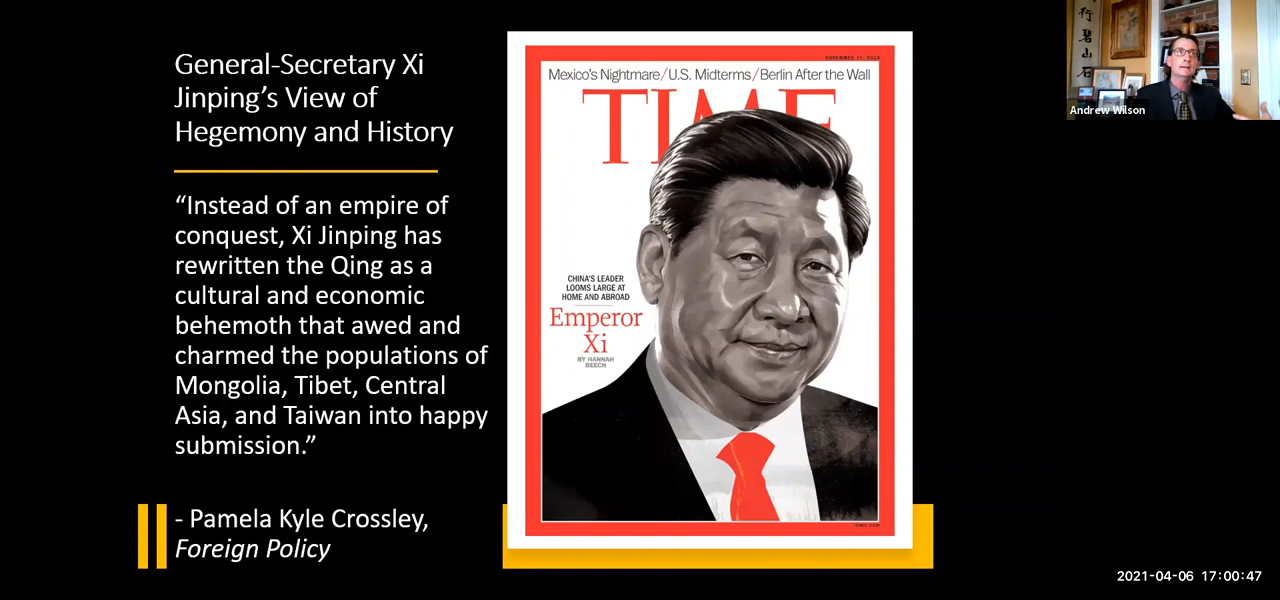 General-Secretary Xi
Jinping’s View of
Hegemony and History
“Instead of an empire of
conquest, Xi Jinping has
rewritten the Qing as a
cultural and economic
behemoth that awed and
charmed the populations of
Mongolia, Tibet, Central
Asia, and Taiwan into happy
submission.”
- Pamela Kyle Crossley,
Foreign Policy
Mexico’s Nightmare/U.S. Midterms/Berlin After the Wall
TIME
CHINA’S LEADER
LOOMS LARGE AT
HOME AND ABROAD
Emperor
Xi
BY HANNAH
BEECH
行
碧
山
石
Andrew Wilson
2021-04-06 17:00:47